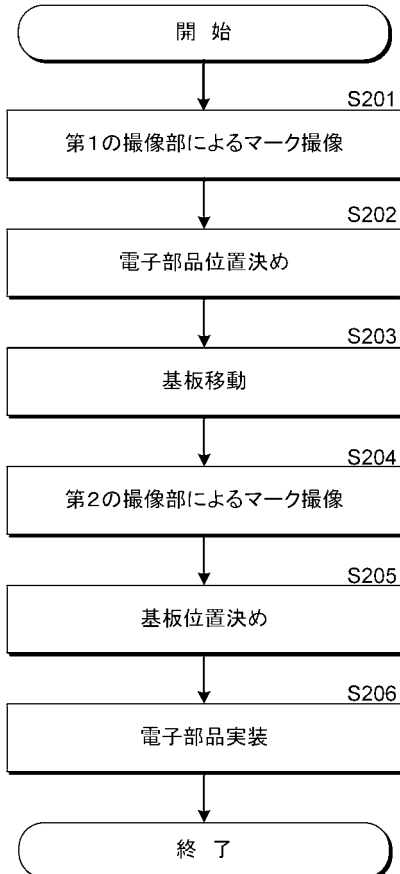 開 始
S201
第1の撮像部によるマーク撮像
S202
電子部品位置決め
S203
基板移動
S204
第2の撮像部によるマーク撮像
S205
基板位置決め
S206
電子部品実装
終 了